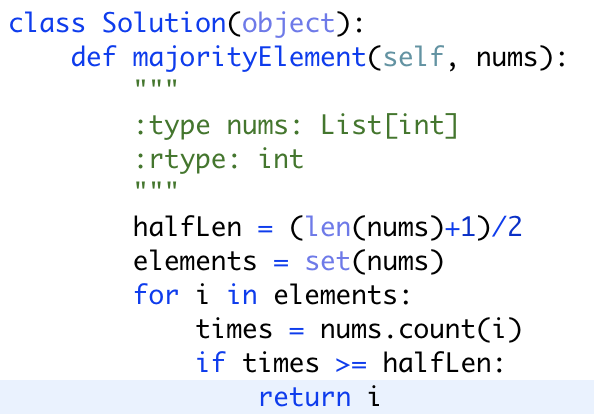 class Solution(object):
    def majorityElement(self, nums):
        """
        :type nums: List[int]
        :rtype: int
        """
        halfLen = (len(nums)+1)/2
        elements = set(nums)
        for i in elements:
            times = nums.count(i)
            if times >= halfLen:
                return i